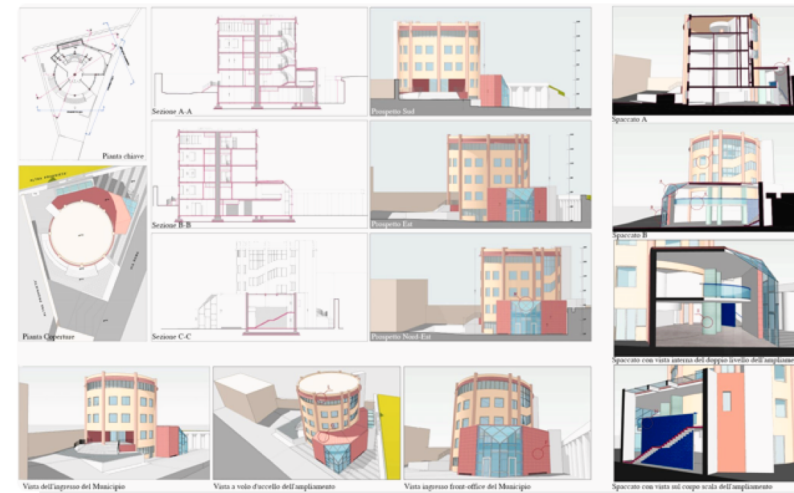 Pianta chiave
Sezione A-A
Prospetto Sud
Spaccato A
Sezione B-B
Prospetto Est
Spaccato B
Pianta Coperture
Sezione C-C
Prospetto Nord-Est
Spaccato con vista interna del doppio livello dell'ampliamento
Vista dell'ingresso del Municipio
Vista a volo d'uccello dell'ampliamento
Vista ingresso front-office del Municipio
Spaccato con vista sul corpo scala dell'ampliamento